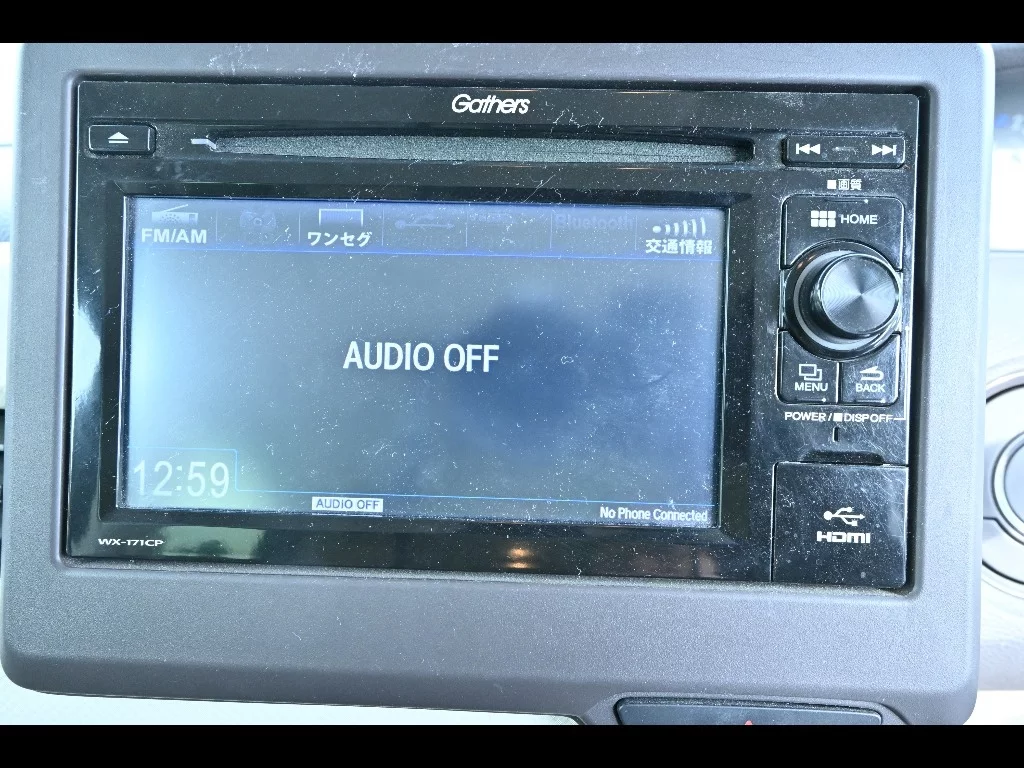 Gathers
■画質
HOME
FM/AM
ワンセグ
Bluetooth
交通情報
AUDIO OFF
MENU
BACK
POWER/■DISP OFF
12:59
AUDIO OFF
No Phone Connected
HDMI
WX-171CP